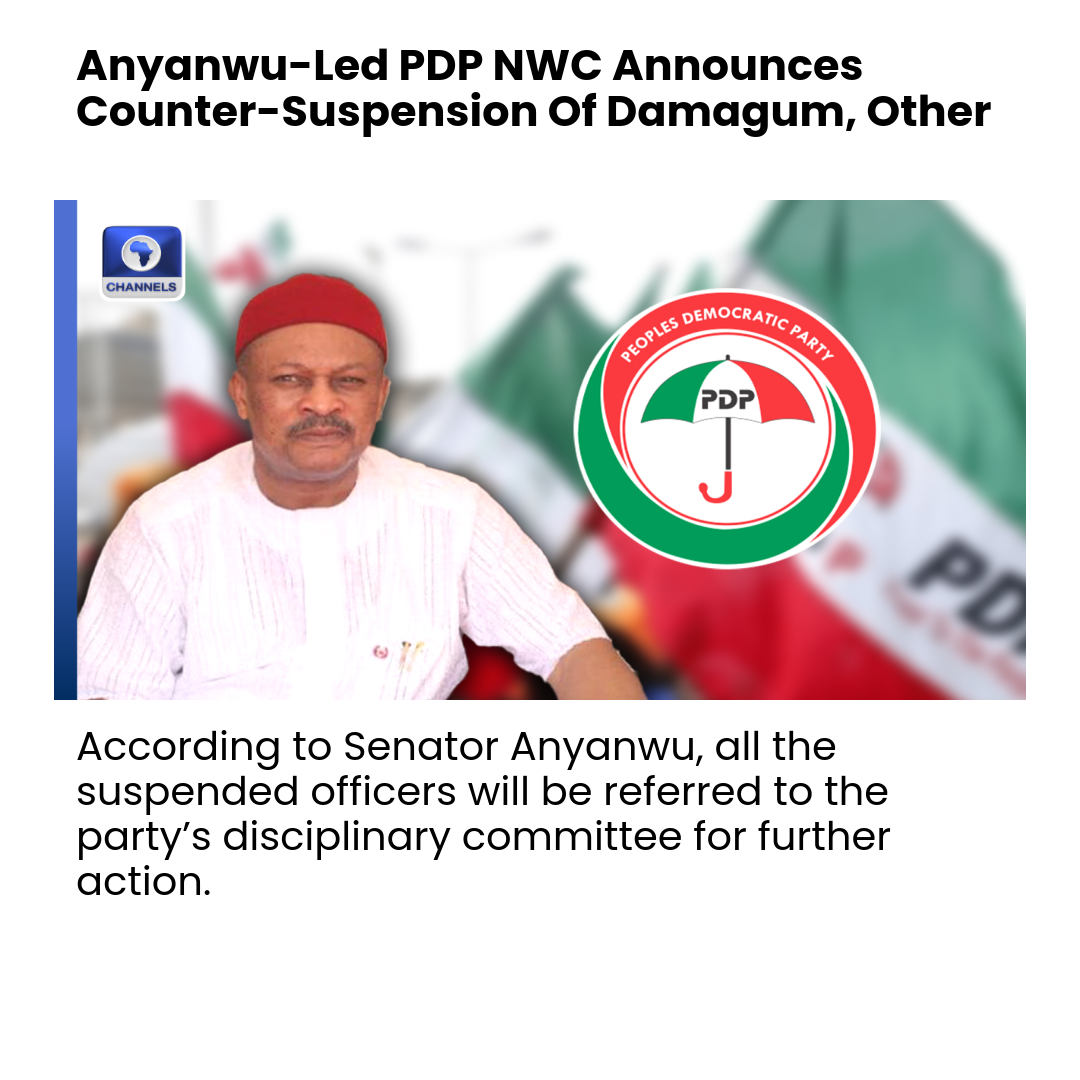 Anyanwu-Led PDP NWC Announces
Counter-Suspension Of Damagum, Other
CHANNELS
PEOPLES DEMOCRATIC PARTY
PDP
According to Senator Anyanwu, all the
suspended officers will be referred to the
party’s disciplinary committee for further
action.